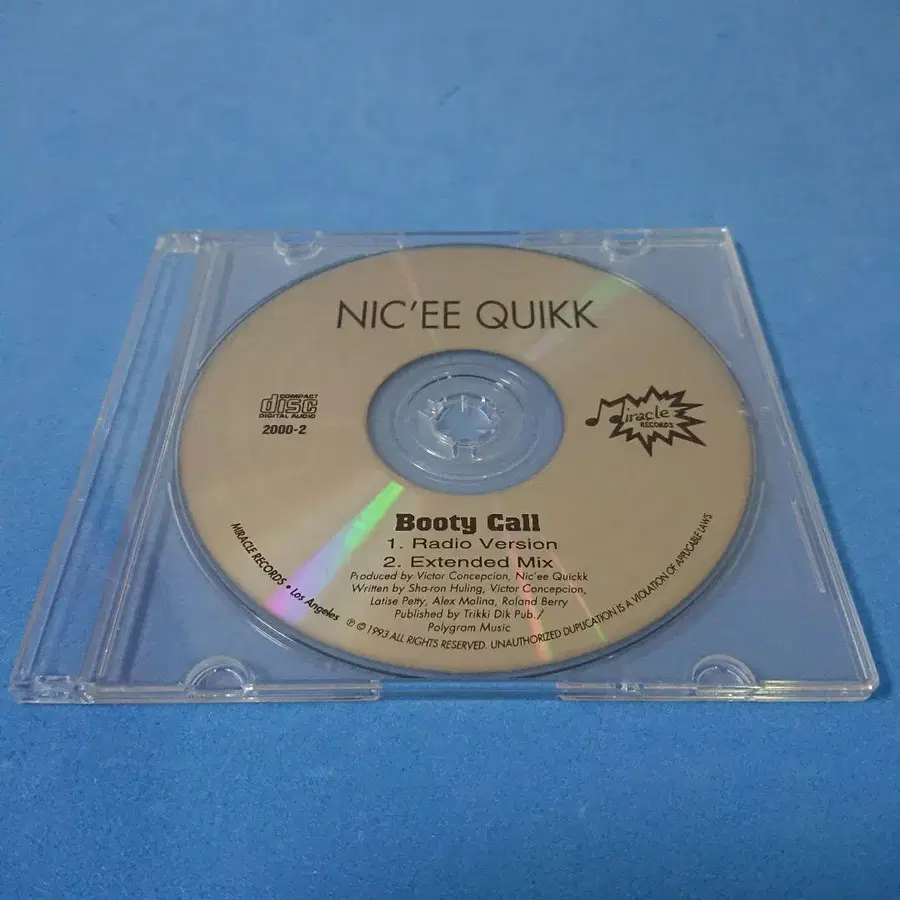 NIC'EE QUIKK
COMPACT
disc
DIGITAL AUDIO
2000-2
Miracle
RECORDS
Booty Call
1. Radio Version
2. Extended Mix
Produced by Victor Concepcion, Nic'ee Quickk
Written by Sha-ron Huling, Victor Concepcion,
Latise Petty, Alex Molina, Roland Berry
Published by Trikki Dik Pub./
Polygram Music
MIRACLE RECORDS • Los Angeles ℗ © 1993 ALL RIGHTS RESERVED. UNAUTHORIZED DUPLICATION IS A VIOLATION OF APPLICABLE LAWS.